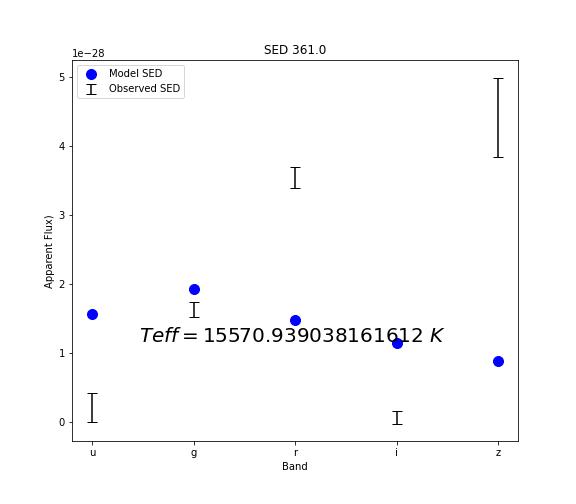 SED 361.0
1e−28
Model SED
Observed SED
5
4
3
2
1
0
Apparent Flux)
Teff = 15570.939038161612 K
u g r i z
Band